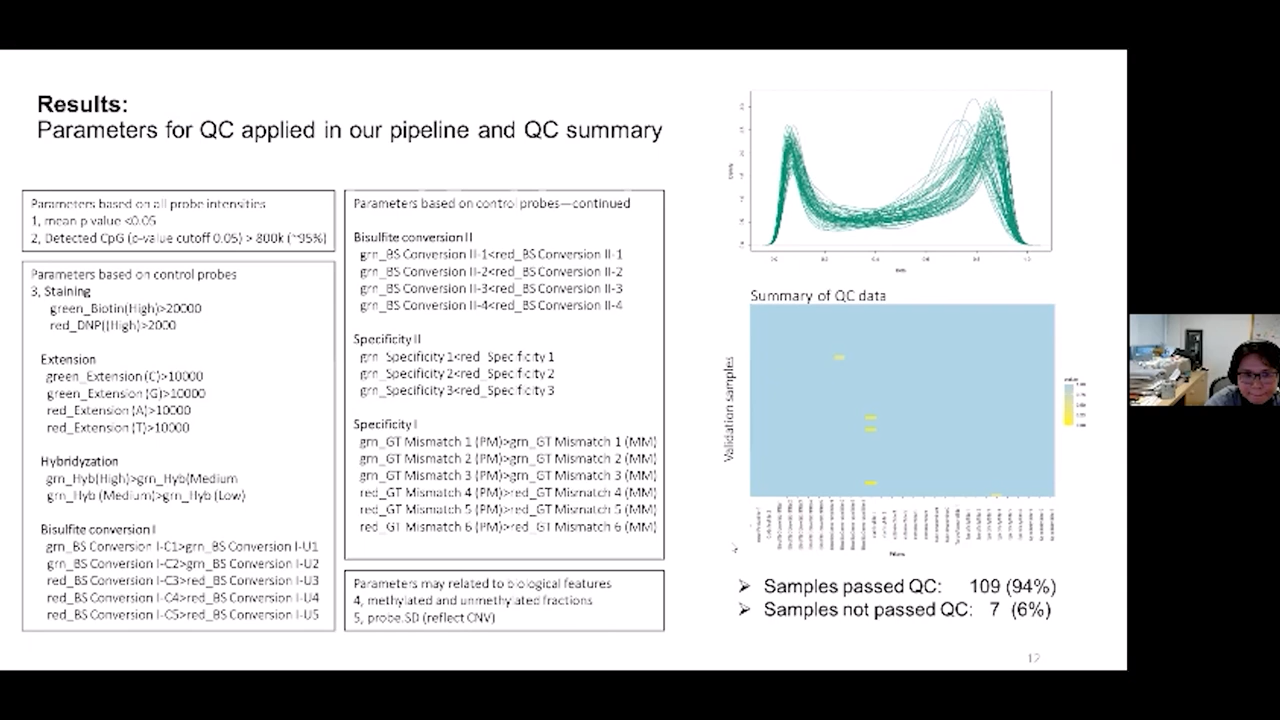 Results:
Parameters for QC applied in our pipeline and QC summary
Parameters based on all probe intensities
1, mean p value <0.05
2, Detected CpG (p-value cutoff 0.05) > 800k (~95%)
Parameters based on control probes
3, Staining
green_Biotin(High)>20000
red_DNP((High)>2000
Extension
green_Extension (C)>10000
green_Extension (G)>10000
red_Extension (A)>10000
red_Extension (T)>10000
Hybridyzation
grn_Hyb(High)>grn_Hyb(Medium
grn_Hyb (Medium)>grn_Hyb (Low)
Bisulfite conversion I
grn_BS Conversion I-C1>grn_BS Conversion I-U1
grn_BS Conversion I-C2>grn_BS Conversion I-U2
red_BS Conversion I-C3>red_BS Conversion I-U3
red_BS Conversion I-C4>red_BS Conversion I-U4
red_BS Conversion I-C5>red_BS Conversion I-U5
Parameters based on control probes—continued
Bisulfite conversion II
grn_BS Conversion II-1<red_BS Conversion II-1
grn_BS Conversion II-2<red_BS Conversion II-2
grn_BS Conversion II-3<red_BS Conversion II-3
grn_BS Conversion II-4<red_BS Conversion II-4
Specificity II
grn_Specificity 1<red_Specificity 1
grn_Specificity 2<red_Specificity 2
grn_Specificity 3<red_Specificity 3
Specificity I
grn_GT Mismatch 1 (PM)>grn_GT Mismatch 1 (MM)
grn_GT Mismatch 2 (PM)>grn_GT Mismatch 2 (MM)
grn_GT Mismatch 3 (PM)>grn_GT Mismatch 3 (MM)
red_GT Mismatch 4 (PM)>red_GT Mismatch 4 (MM)
red_GT Mismatch 5 (PM)>red_GT Mismatch 5 (MM)
red_GT Mismatch 6 (PM)>red_GT Mismatch 6 (MM)
Parameters may related to biological features
4, methylated and unmethylated fractions
5, probe.SD (reflect CNV)
Summary of QC data
Validation samples
➢ Samples passed QC: 109 (94%)
➢ Samples not passed QC: 7 (6%)
12